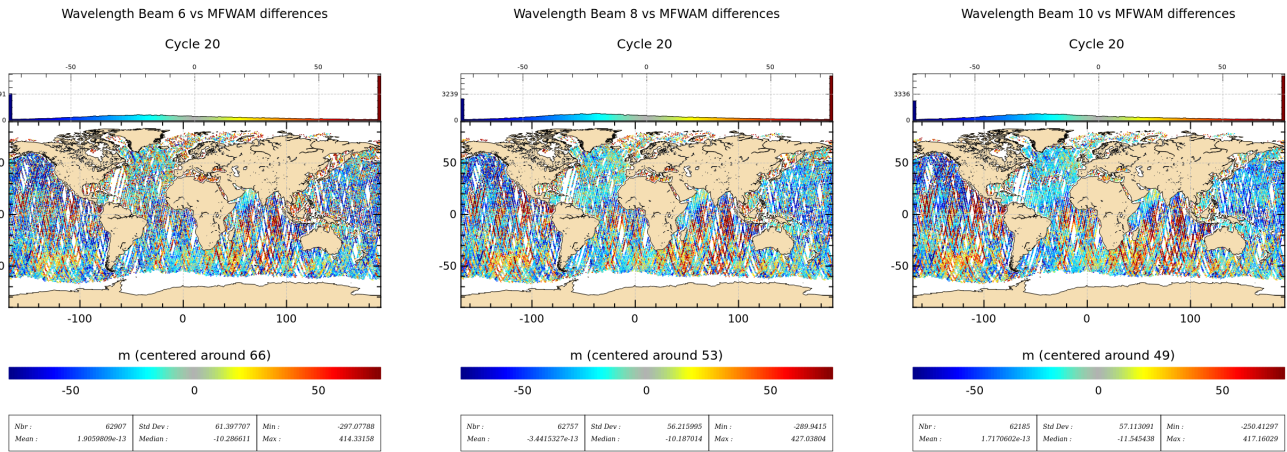 Wavelength Beam 6 vs MFWAM differences
Cycle 20
-50 0 50
91
0
0
0
50
-100 0 100
m (centered around 66)
-50 0 50
Nbr : 62907 Std Dev : 61.397707 Min : -297.07788
Mean : 1.9059809e-13 Median : -10.286611 Max : 414.33158
Wavelength Beam 8 vs MFWAM differences
Cycle 20
-50 0 50
3239
0
50
0
-50
-100 0 100
m (centered around 53)
-50 0 50
Nbr : 62757 Std Dev : 56.215995 Min : -289.9415
Mean : -3.4415327e-13 Median : -10.187014 Max : 427.03804
Wavelength Beam 10 vs MFWAM differences
Cycle 20
-50 0 50
3336
0
50
0
-50
-100 0 100
m (centered around 49)
-50 0 50
Nbr : 62185 Std Dev : 57.113091 Min : -250.41297
Mean : 1.7170602e-13 Median : -11.545438 Max : 417.16029